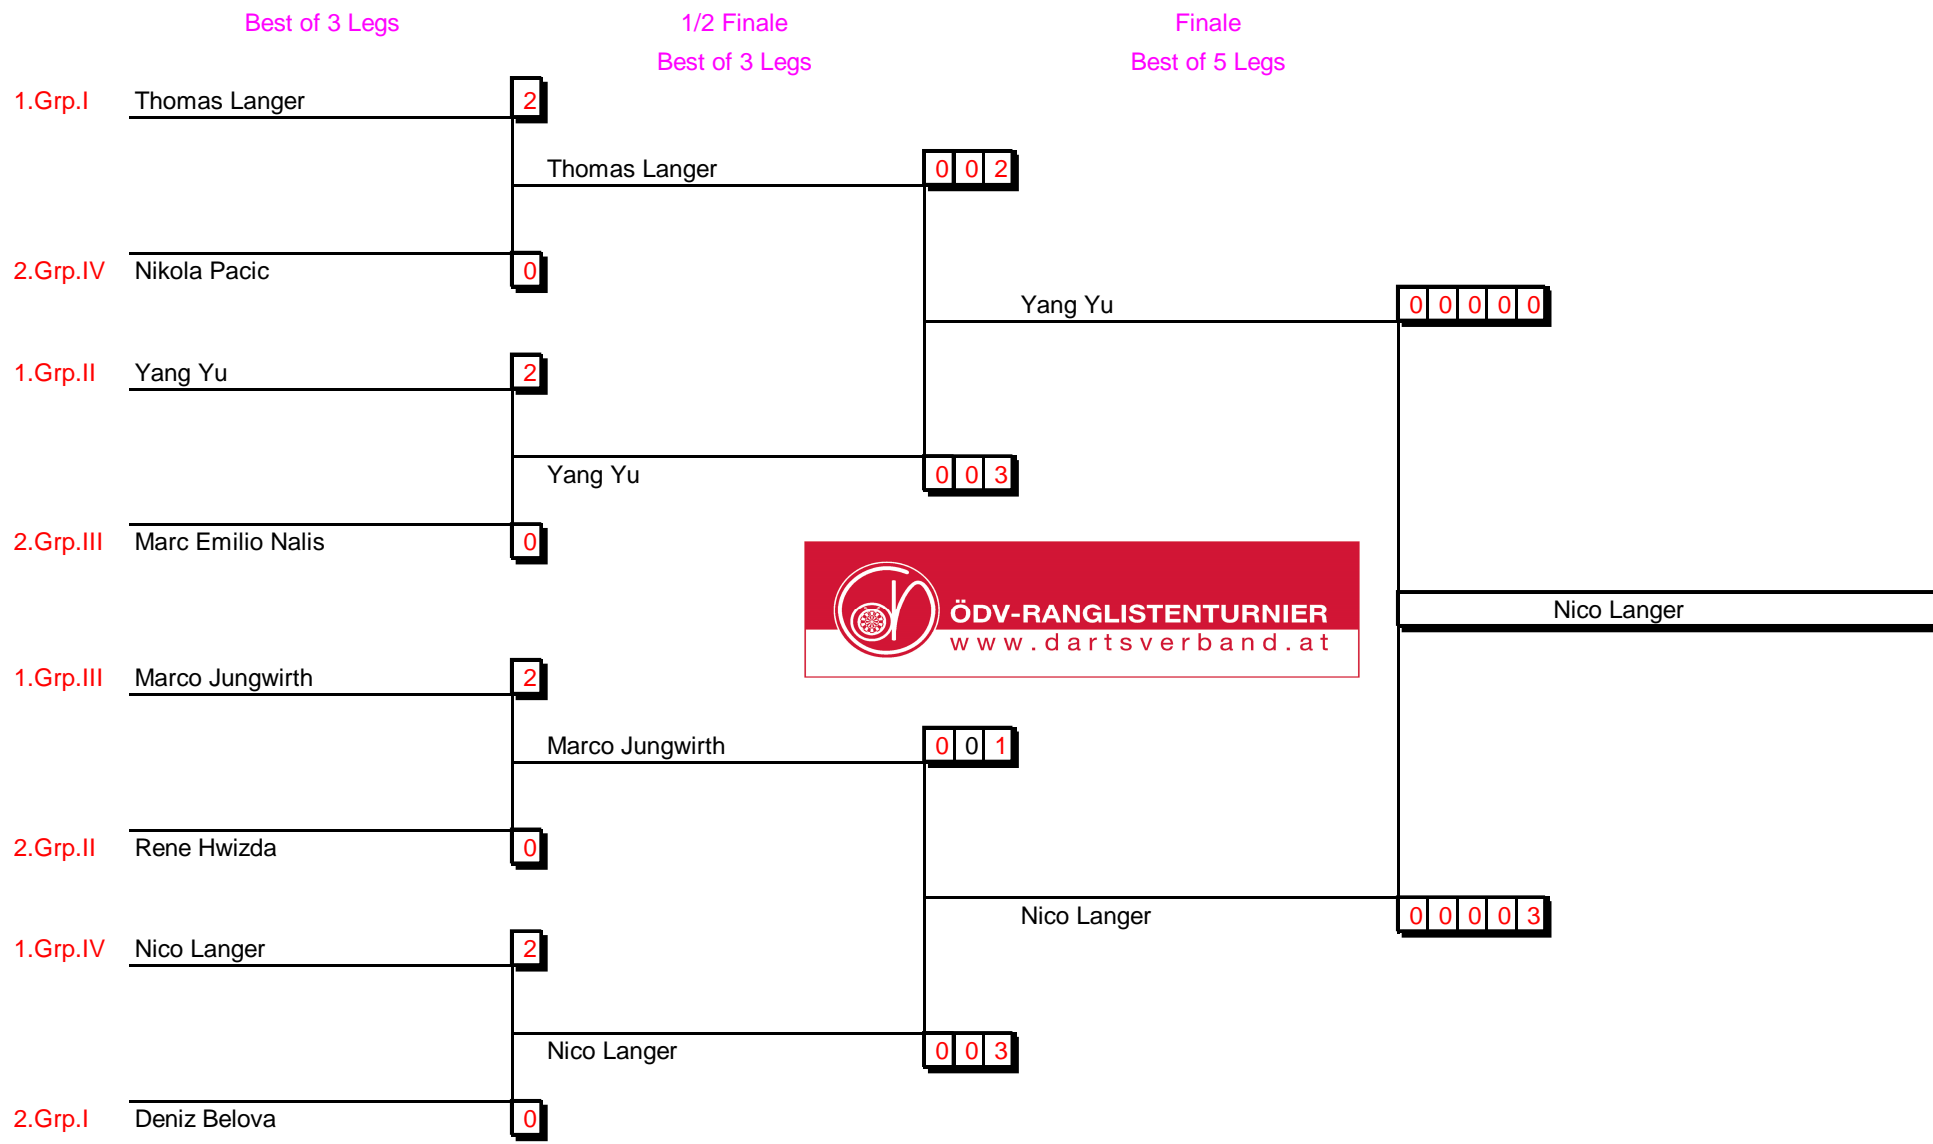 Best of 3 Legs 1/2 Finale Finale
Best of 3 Legs Best of 5 Legs
1.Grp.I Thomas Langer 2
Thomas Langer 0 0 2
2.Grp.IV Nikola Pacic 0
Yang Yu 0 0 0 0 0
1.Grp.II Yang Yu 2
Yang Yu 0 0 3
2.Grp.III Marc Emilio Nalis 0
ÖDV-RANGLISTENTURNIER
www.dartsverband.at
Nico Langer
1.Grp.III Marco Jungwirth 2
Marco Jungwirth 0 0 1
2.Grp.II Rene Hwizda 0
Nico Langer 0 0 0 0 3
1.Grp.IV Nico Langer 2
Nico Langer 0 0 3
2.Grp.I Deniz Belova 0